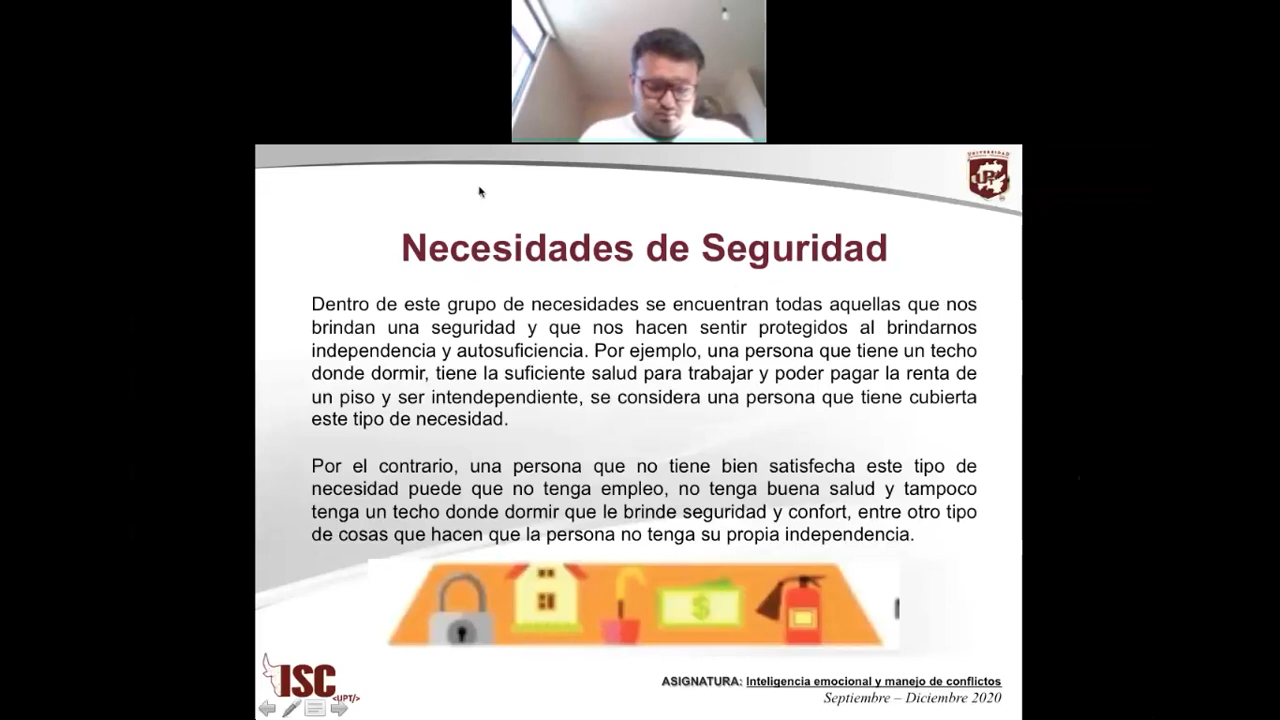 UNIVERSIDAD
UPT
Necesidades de Seguridad
Dentro de este grupo de necesidades se encuentran todas aquellas que nos
brindan una seguridad y que nos hacen sentir protegidos al brindarnos
independencia y autosuficiencia. Por ejemplo, una persona que tiene un techo
donde dormir, tiene la suficiente salud para trabajar y poder pagar la renta de
un piso y ser intendependiente, se considera una persona que tiene cubierta
este tipo de necesidad.
Por el contrario, una persona que no tiene bien satisfecha este tipo de
necesidad puede que no tenga empleo, no tenga buena salud y tampoco
tenga un techo donde dormir que le brinde seguridad y confort, entre otro tipo
de cosas que hacen que la persona no tenga su propia independencia.
$
ISC
<UPT/>
ASIGNATURA: Inteligencia emocional y manejo de conflictos
Septiembre – Diciembre 2020